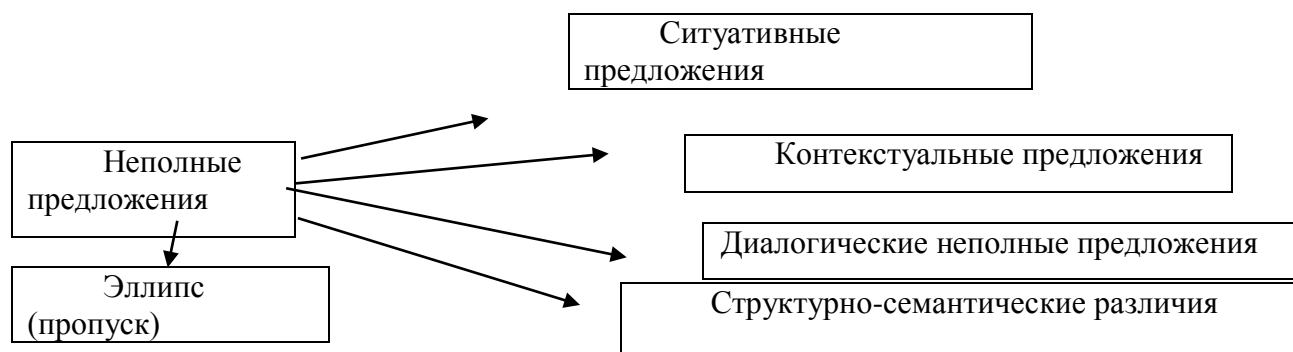 Ситуативные
предложения
Неполные
предложения
Контекстуальные предложения
Диалогические неполные предложения
Эллипс
(пропуск)
Структурно-семантические различия